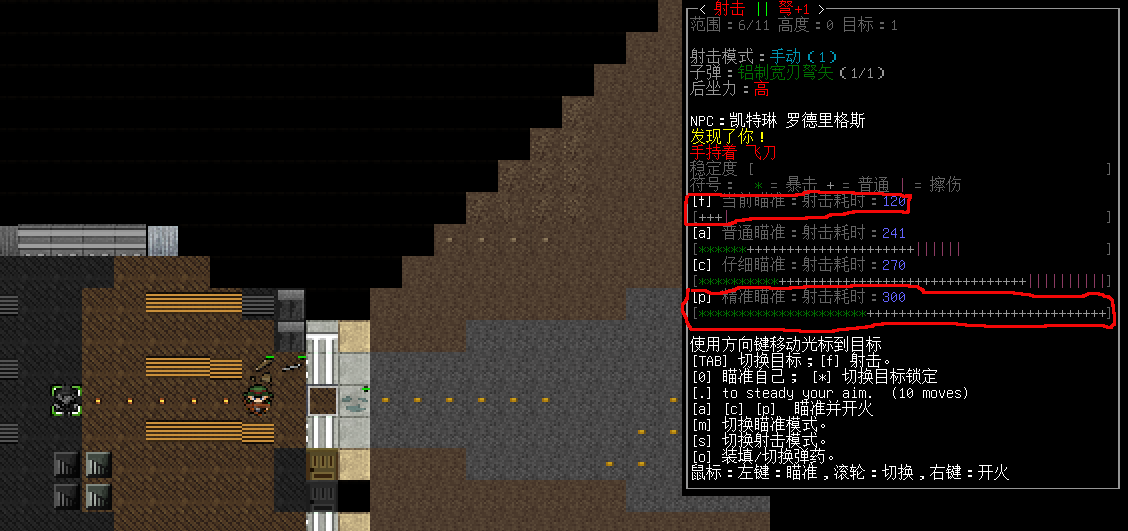 < 射击 || 弩+1 >
范围：6/11 高度：0 目标：1
射击模式：手动（1）
子弹：铝制宽刃弩矢（1/1）
后坐力：高
NPC：凯特琳 罗德里格斯
发现了你！
手持着 飞刀
稳定度 [ ]
符号： * = 暴击 + = 普通 | = 擦伤
[f] 当前瞄准：射击耗时：120
[+++| ]
[a] 普通瞄准：射击耗时：241
[******+++++++++++++++++++++|||||| ]
[c] 仔细瞄准：射击耗时：270
[**********+++++++++++++++++++++++++++++++||||||||||]
[p] 精准瞄准：射击耗时：300
[*********************++++++++++++++++++++++++++++++]
使用方向键移动光标到目标
[TAB] 切换目标；[f] 射击。
[0] 瞄准自己；[*] 切换目标锁定
[.] to steady your aim. (10 moves)
[a] [c] [p] 瞄准并开火
[m] 切换瞄准模式。
[s] 切换射击模式。
[o] 装填/切换弹药。
鼠标：左键：瞄准，滚轮：切换，右键：开火